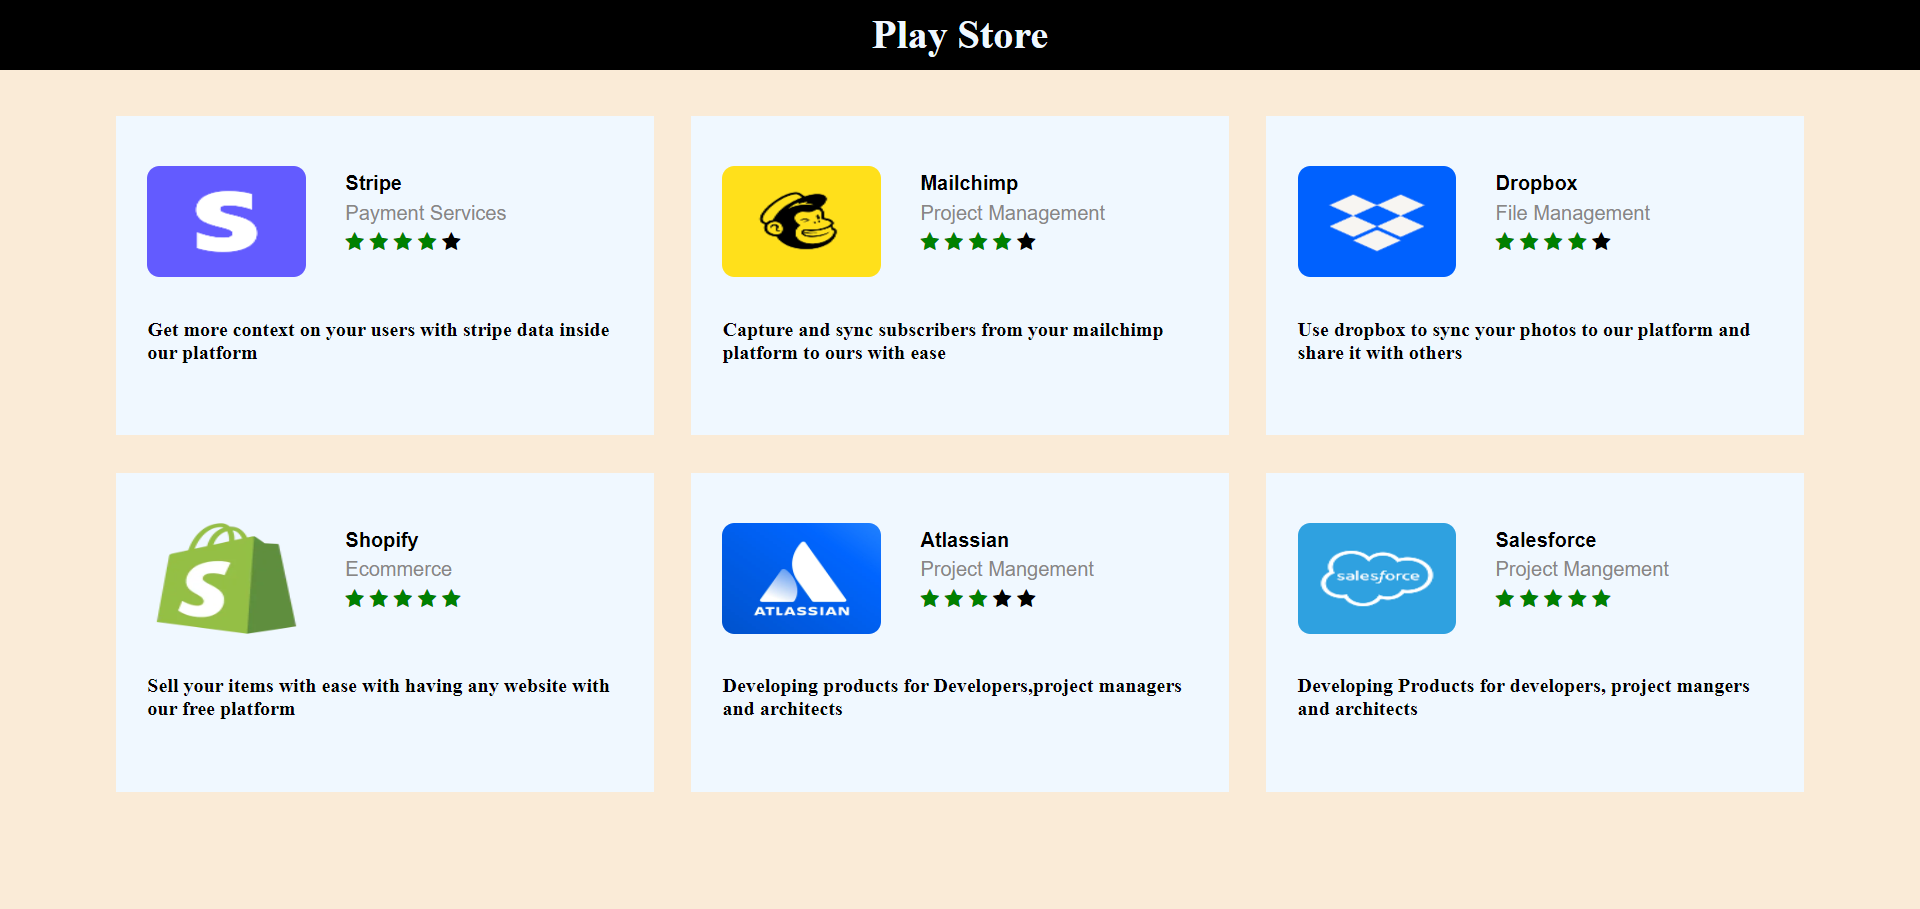 Play Store
Stripe
Payment Services
Get more context on your users with stripe data inside
our platform
Mailchimp
Project Management
Capture and sync subscribers from your mailchimp
platform to ours with ease
Dropbox
File Management
Use dropbox to sync your photos to our platform and
share it with others
Shopify
Ecommerce
Sell your items with ease with having any website with
our free platform
ATLASSIAN
Atlassian
Project Mangement
Developing products for Developers,project managers
and architects
salesforce
Salesforce
Project Mangement
Developing Products for developers, project mangers
and architects